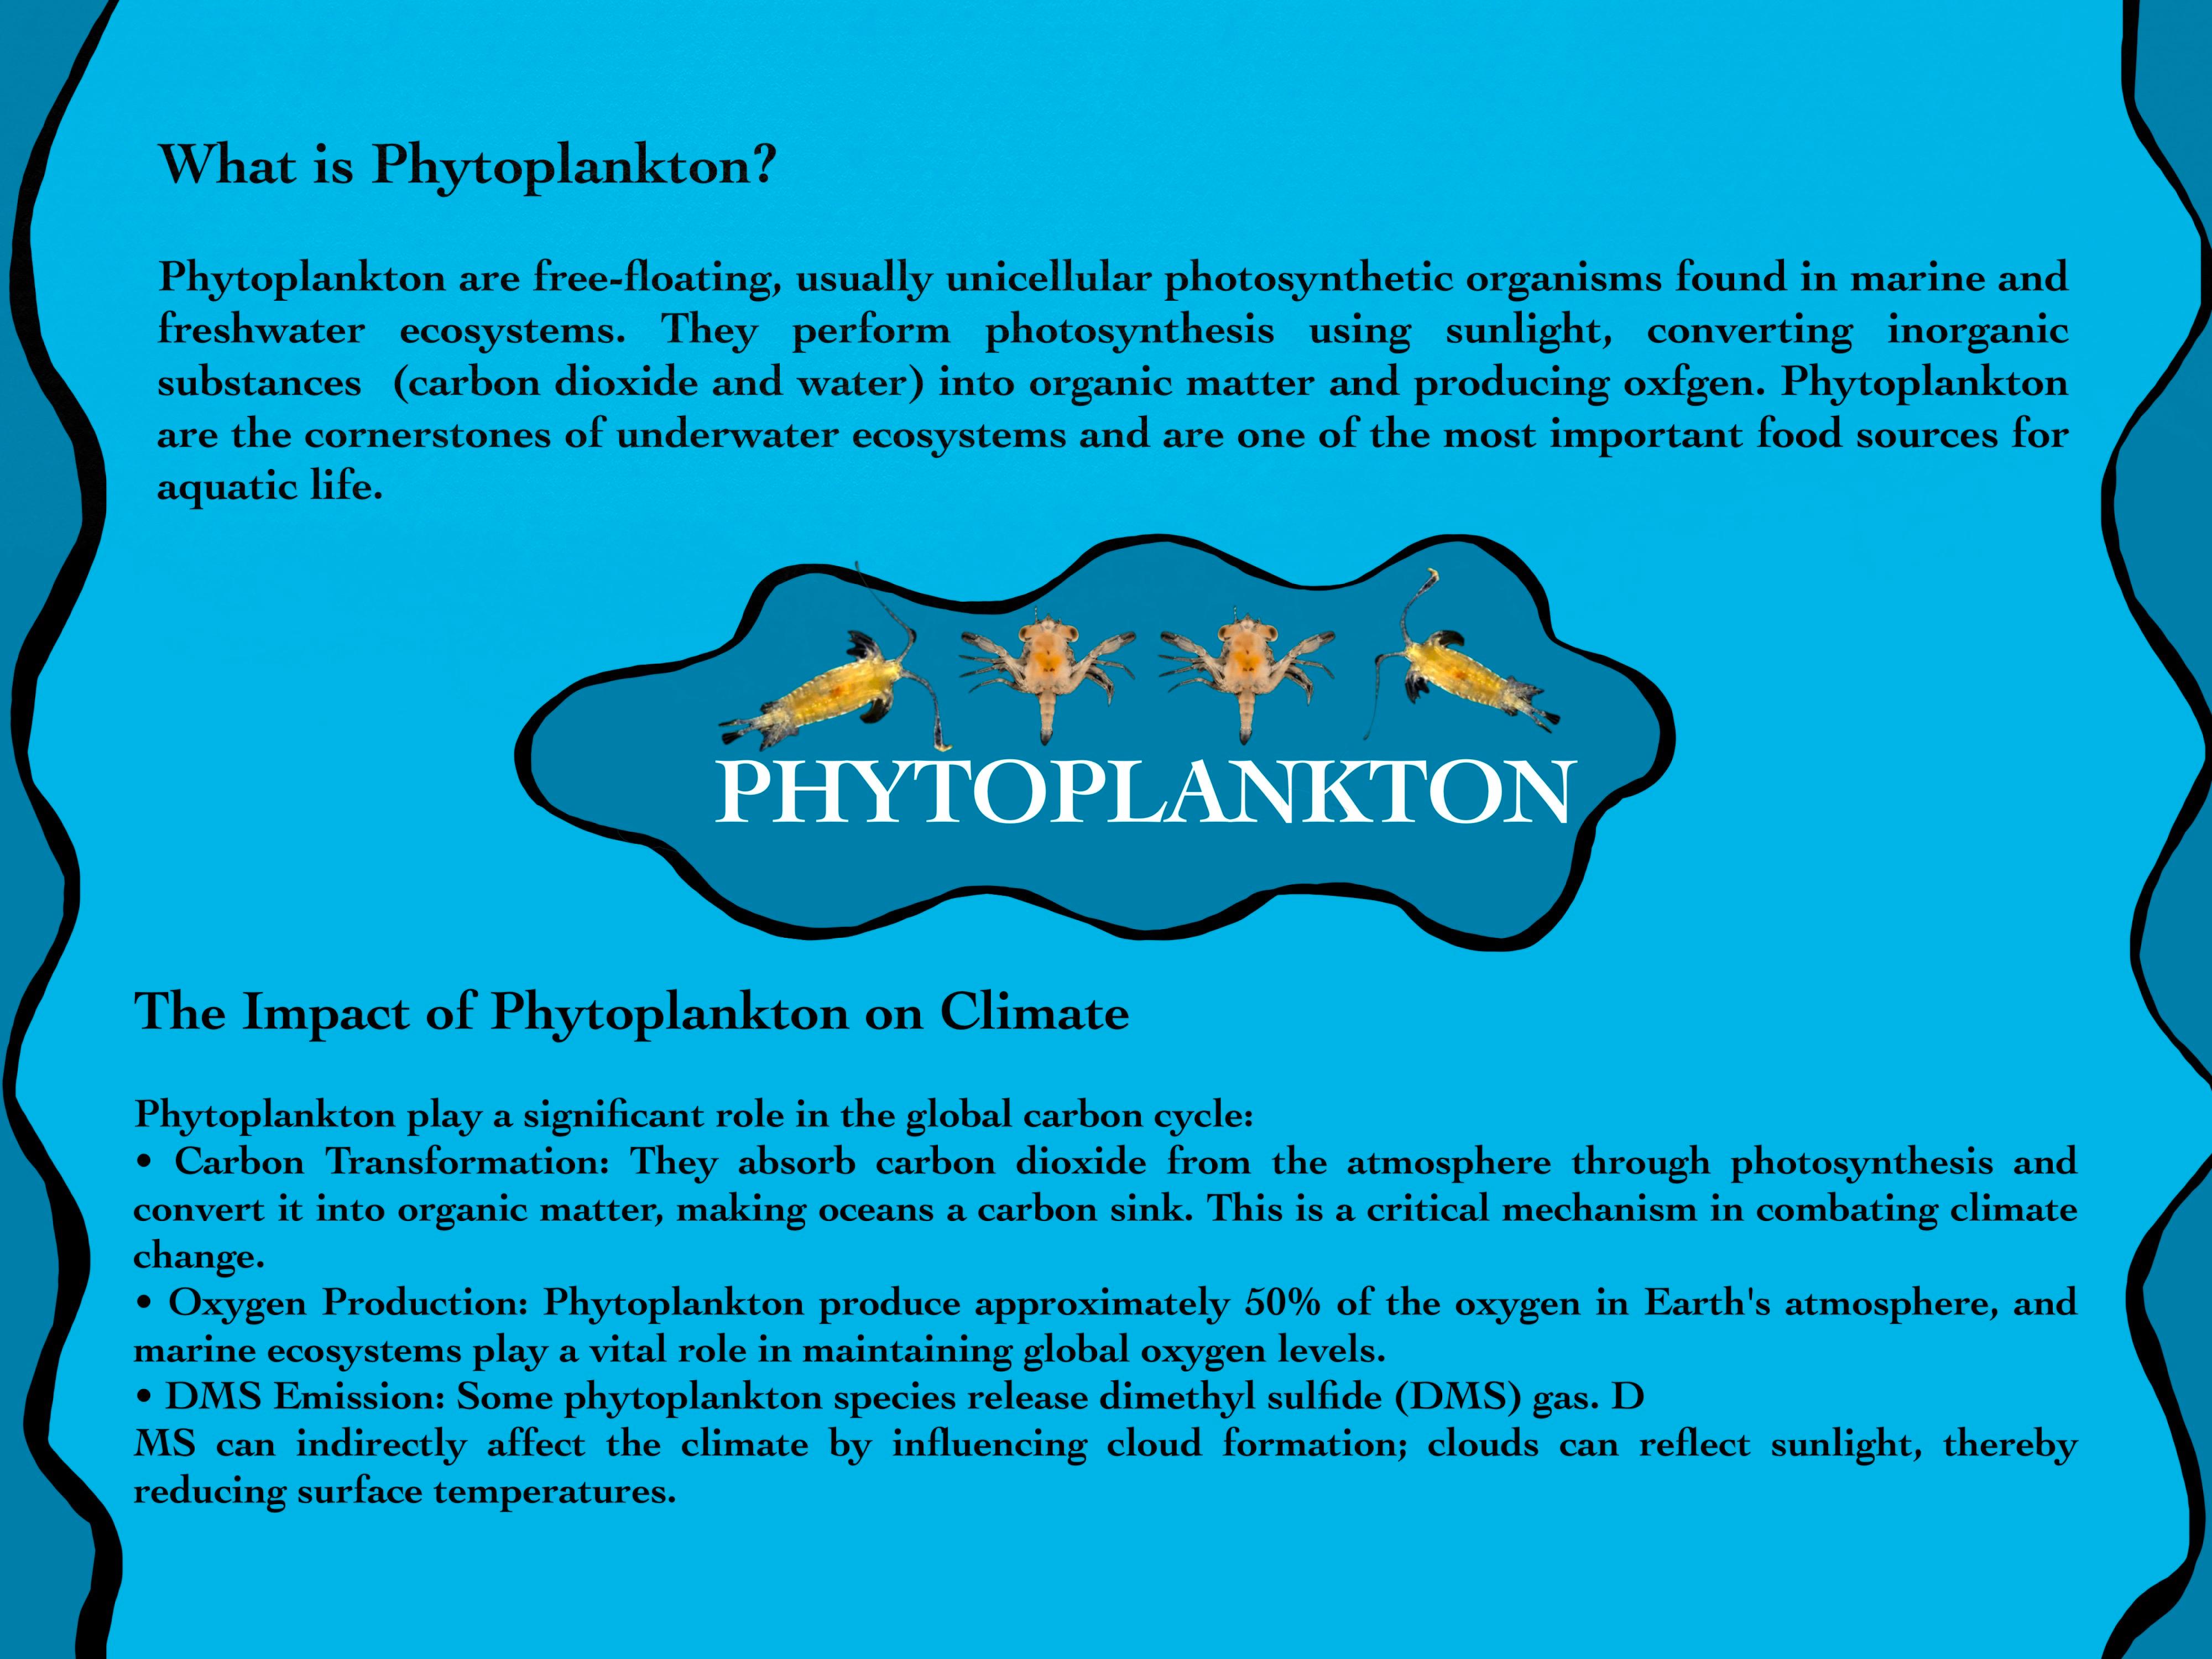 What is Phytoplankton?
Phytoplankton are free-floating, usually unicellular photosynthetic organisms found in marine and
freshwater ecosystems. They perform photosynthesis using sunlight, converting inorganic
substances (carbon dioxide and water) into organic matter and producing oxfgen. Phytoplankton
are the cornerstones of underwater ecosystems and are one of the most important food sources for
aquatic life.
PHYTOPLANKTON
The Impact of Phytoplankton on Climate
Phytoplankton play a significant role in the global carbon cycle:
• Carbon Transformation: They absorb carbon dioxide from the atmosphere through photosynthesis and
convert it into organic matter, making oceans a carbon sink. This is a critical mechanism in combating climate
change.
• Oxygen Production: Phytoplankton produce approximately 50% of the oxygen in Earth's atmosphere, and
marine ecosystems play a vital role in maintaining global oxygen levels.
• DMS Emission: Some phytoplankton species release dimethyl sulfide (DMS) gas. D
MS can indirectly affect the climate by influencing cloud formation; clouds can reflect sunlight, thereby
reducing surface temperatures.